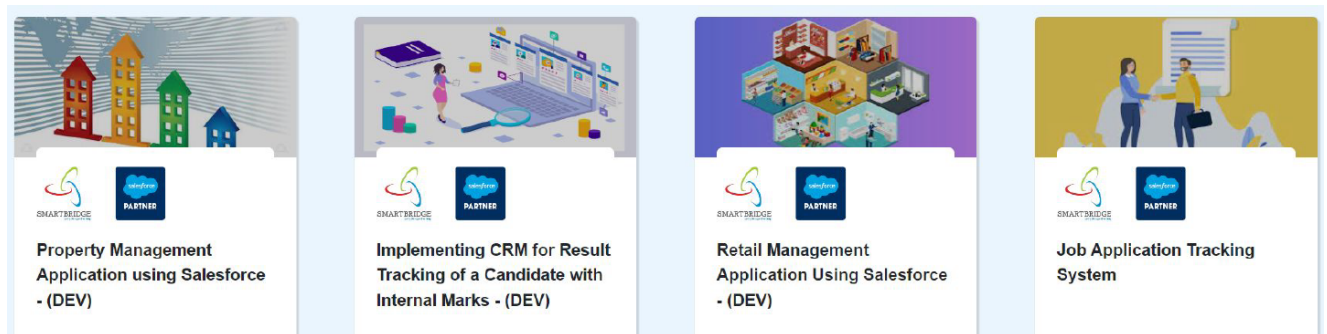 SMARTBRIDGE
salesforce
PARTNER
Property Management
Application using Salesforce
- (DEV)
SMARTBRIDGE
salesforce
PARTNER
Implementing CRM for Result
Tracking of a Candidate with
Internal Marks - (DEV)
SMARTBRIDGE
salesforce
PARTNER
Retail Management
Application Using Salesforce
- (DEV)
SMARTBRIDGE
salesforce
PARTNER
Job Application Tracking
System